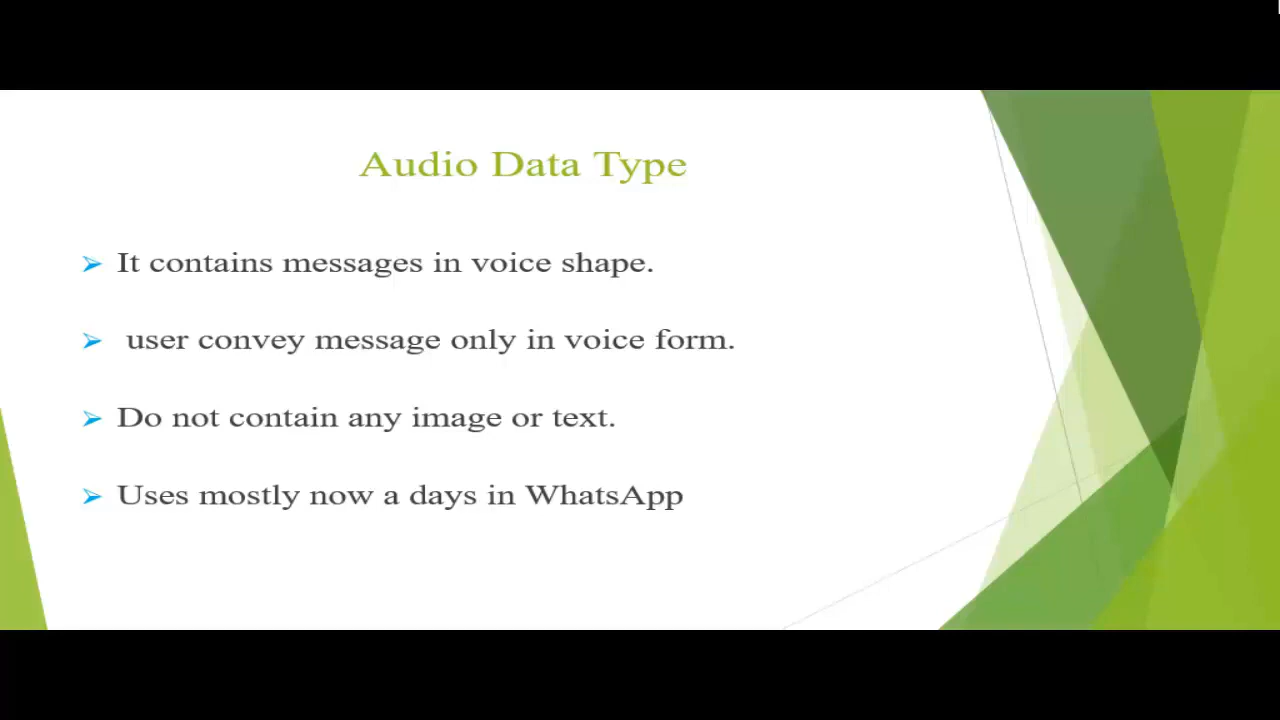 Audio Data Type
It contains messages in voice shape.
user convey message only in voice form.
Do not contain any image or text.
Uses mostly now a days in WhatsApp